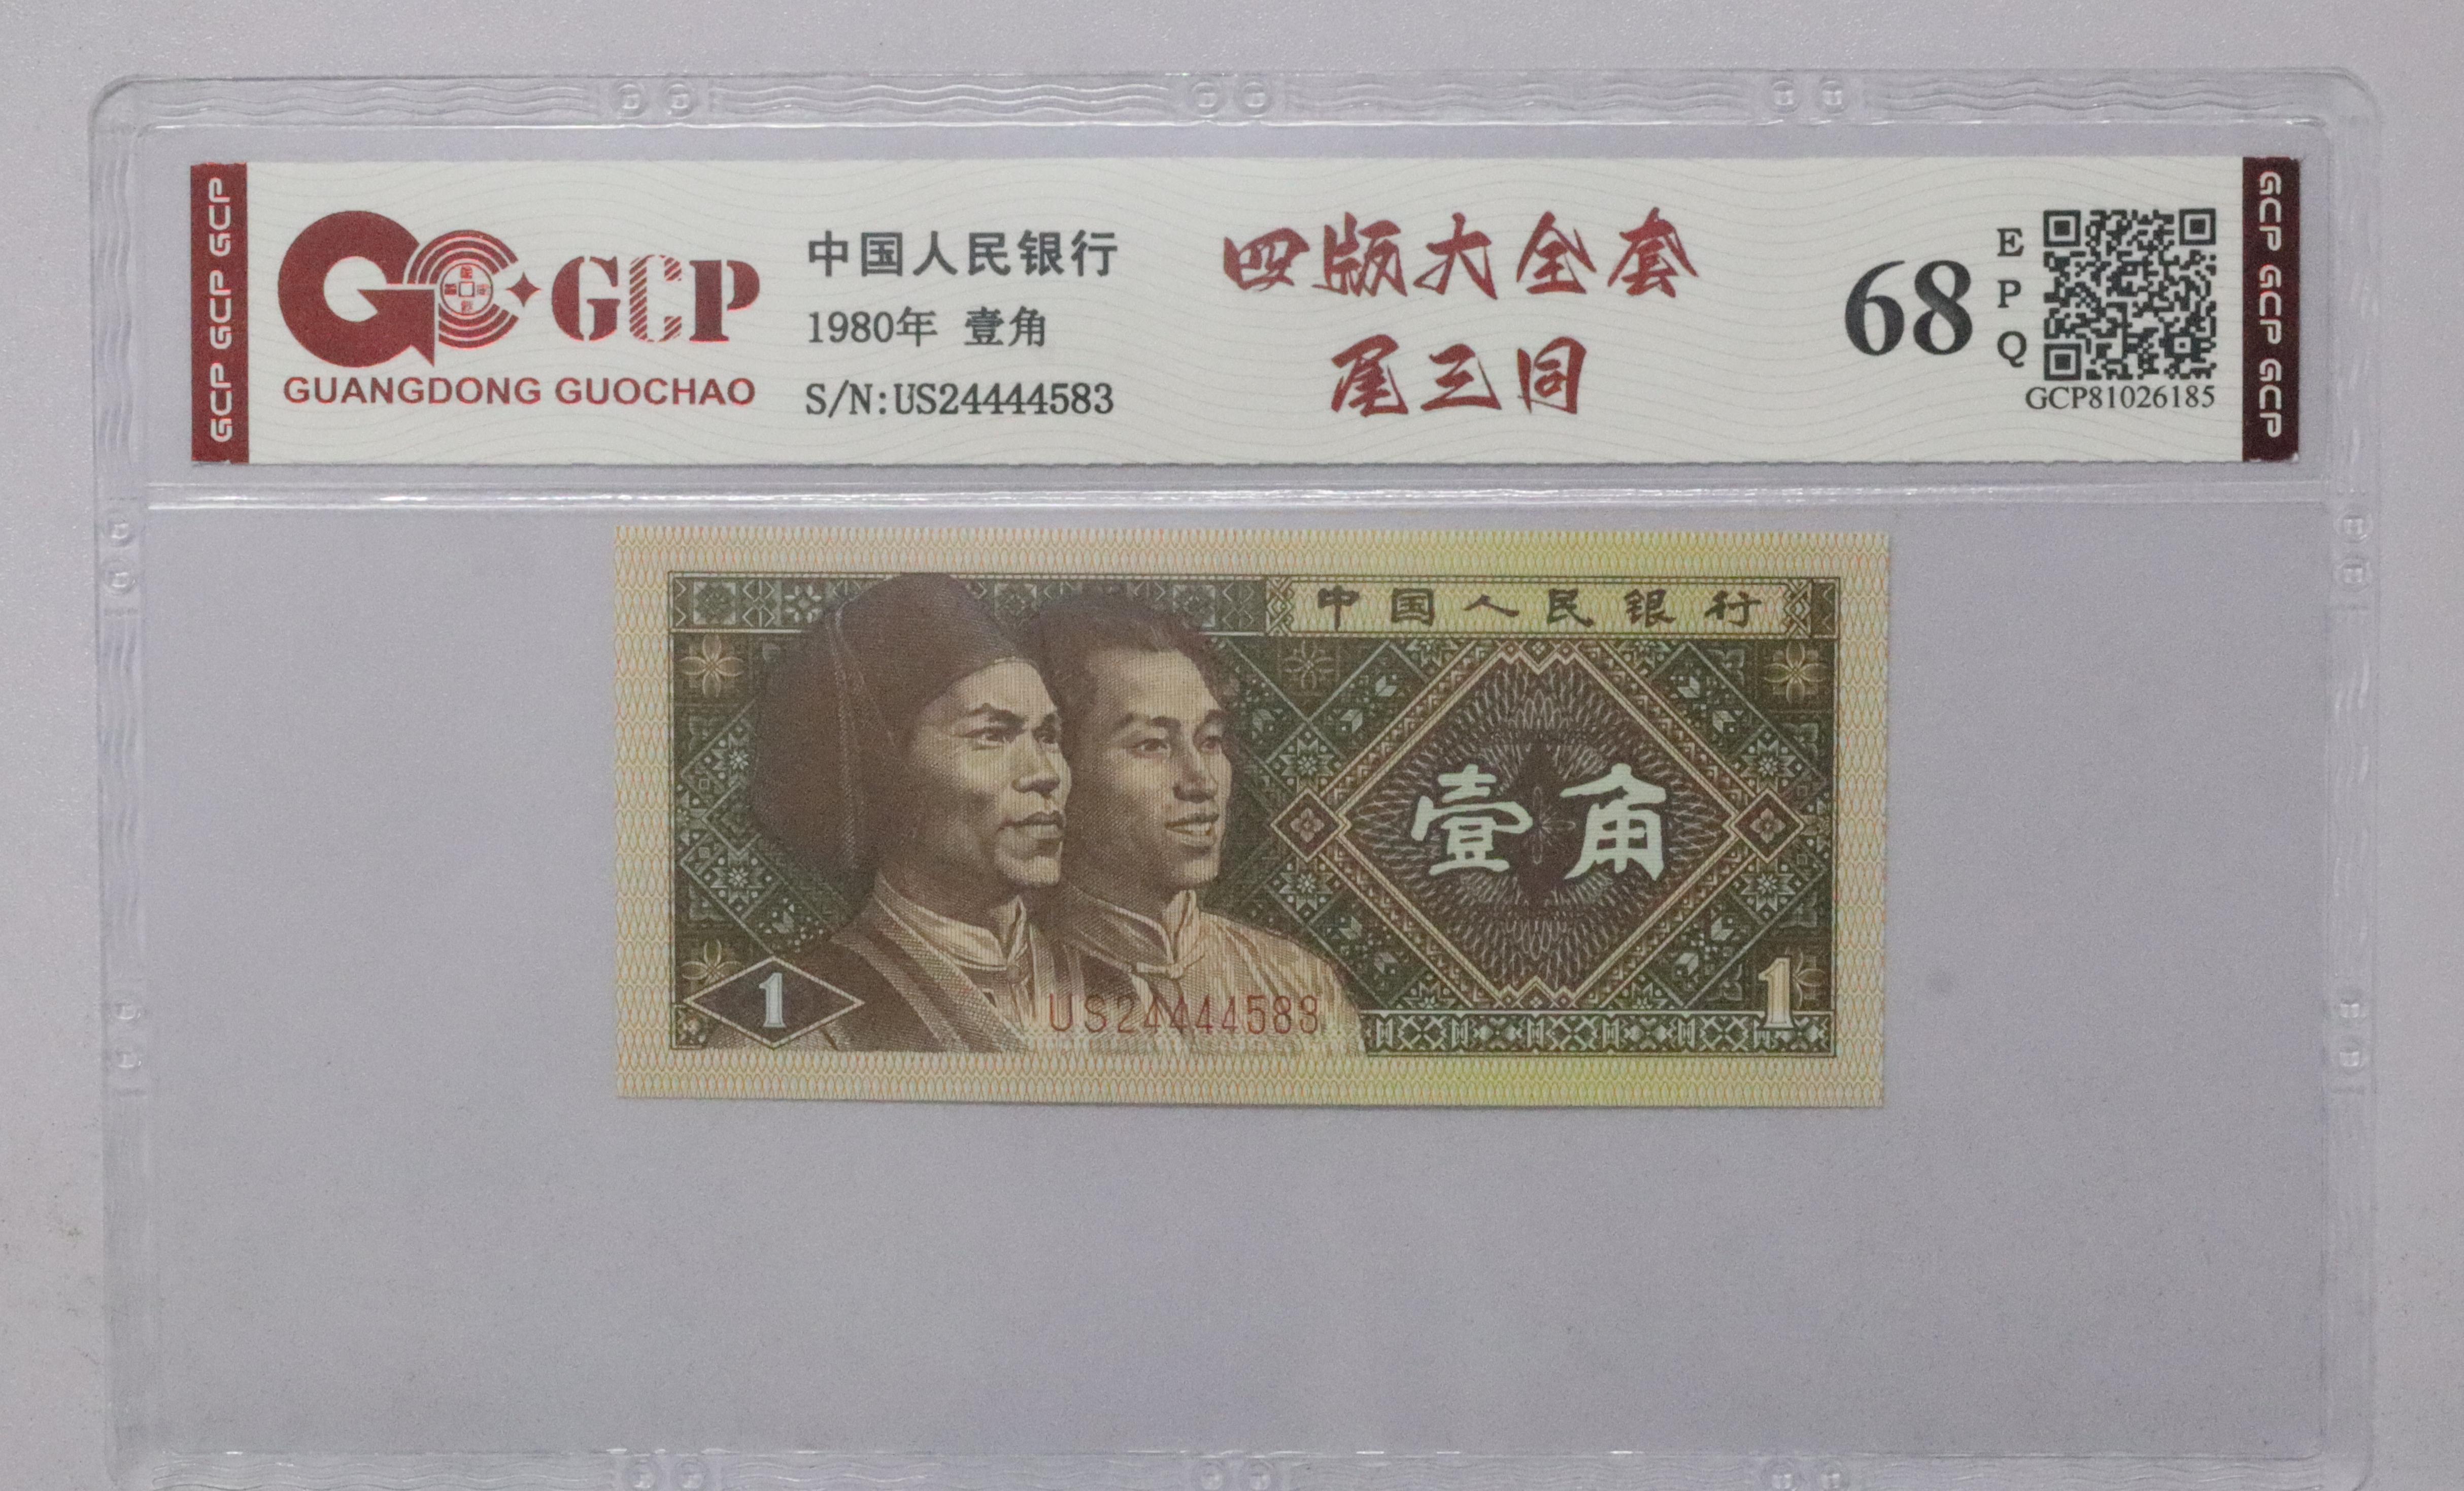 GCP GCP GCP
GCP
GUANGDONG GUOCHAO
中国人民银行
1980年 壹角
S/N:US24444583
四版大全套
尾三同
68
EPQ
GCP81026185
GCP GCP GCP
中国人民银行
壹角
1
US24444583
1